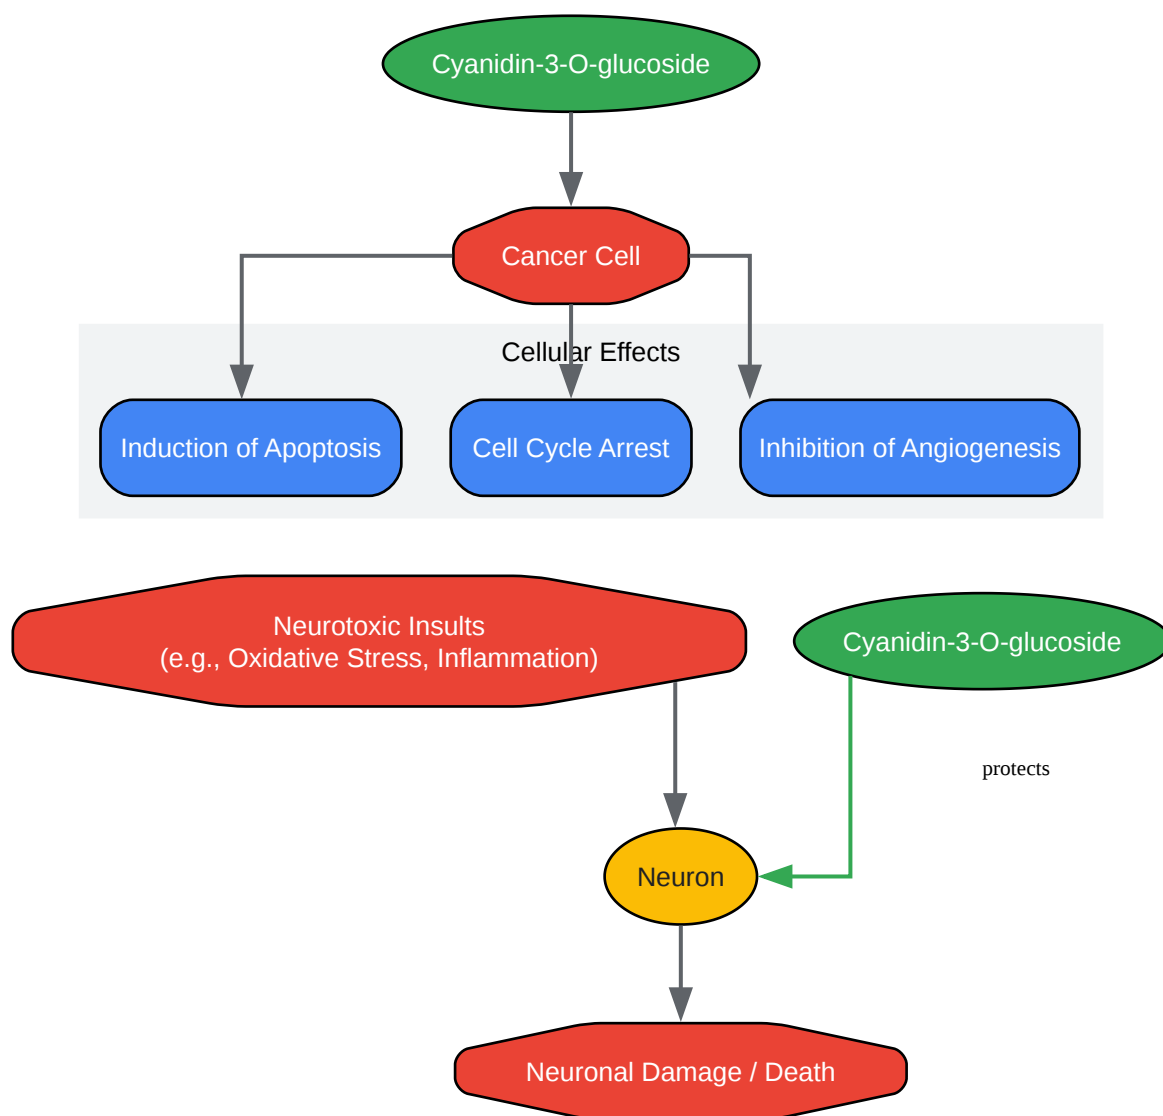 Cyanidin-3-O-glucoside
Cancer Cell
Cellular Effects
Induction of Apoptosis
Cell Cycle Arrest
Inhibition of Angiogenesis
Neurotoxic Insults
(e.g., Oxidative Stress, Inflammation)
Cyanidin-3-O-glucoside
protects
Neuron
Neuronal Damage / Death